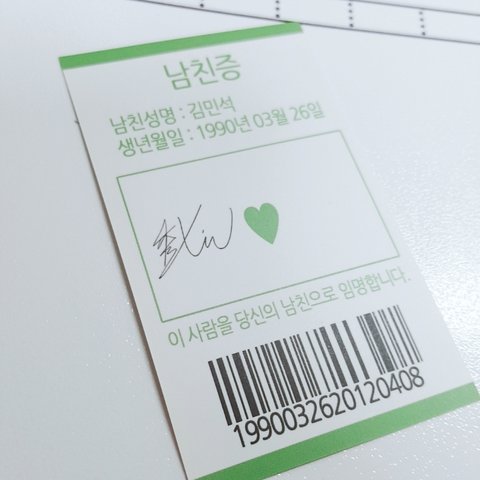 남친증
남친성명 : 김민석
생년월일 : 1990년 03월 26일
이 사람을 당신의 남친으로 임명합니다.
1990032620120408